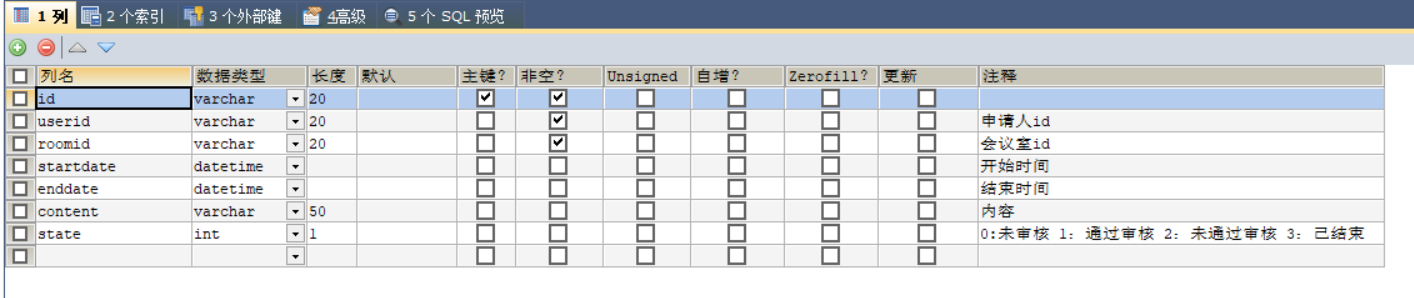 1 列 2 个索引 3 个外部键 4高级 5 个 SQL 预览
列名 数据类型 长度 默认 主键? 非空? Unsigned 自增? Zerofill? 更新 注释
id varchar 20
userid varchar 20 申请人id
roomid varchar 20 会议室id
startdate datetime 开始时间
enddate datetime 结束时间
content varchar 50 内容
state int 1 0:未审核 1: 通过审核 2: 未通过审核 3: 已结束